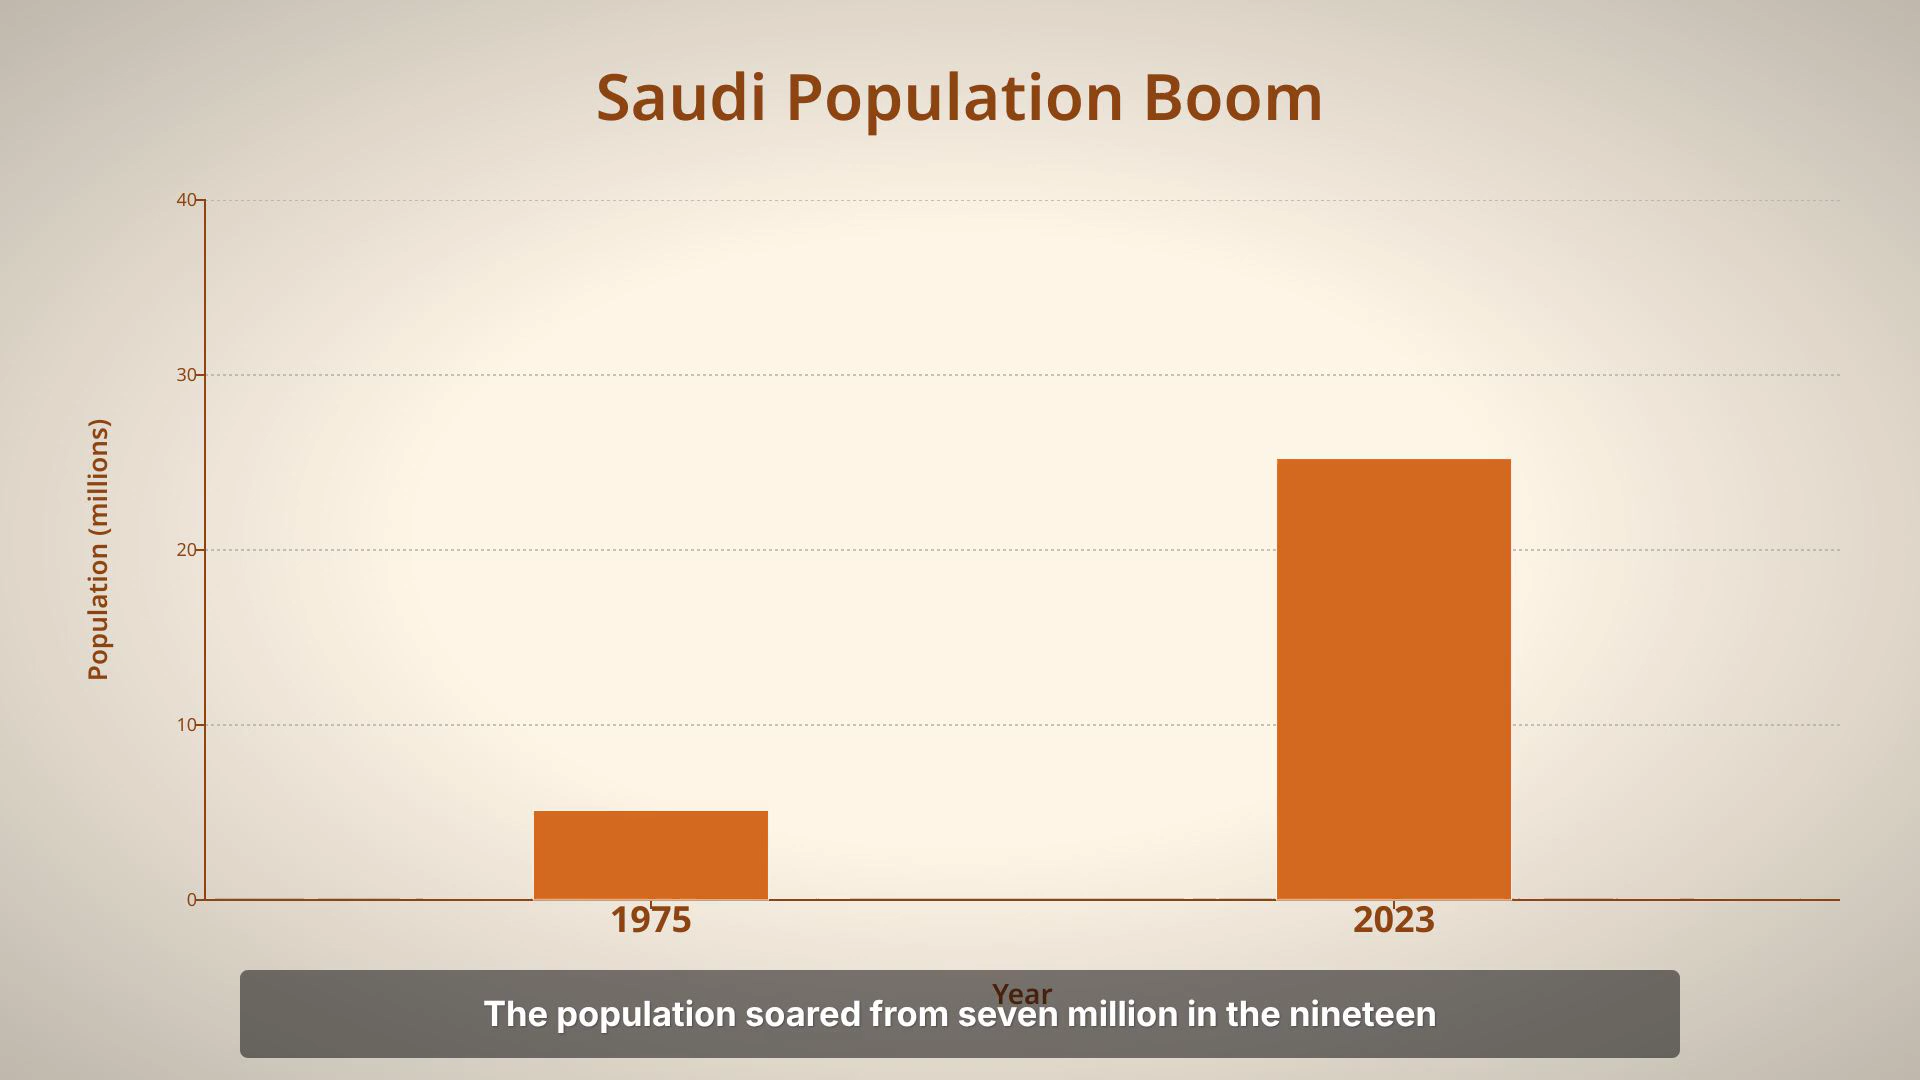 Saudi Population Boom
40
30
20
10
0
Population (millions)
1975
2023
Year
The population soared from seven million in the nineteen